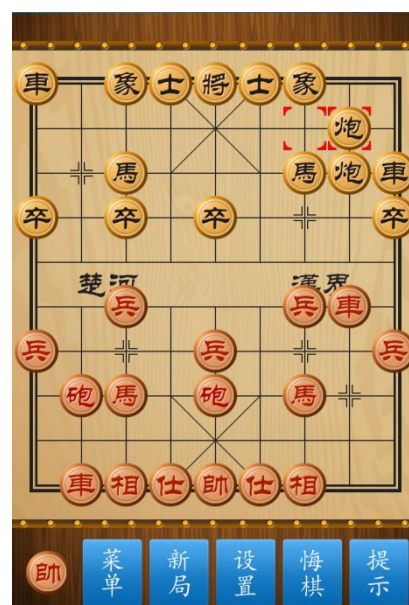 車 象 士 將 士 象
炮
馬 馬 炮 車
卒 卒 卒 卒
楚河 漢界
兵 兵 車
兵 兵 兵
砲 馬 砲 馬
車 相 仕 帥 仕 相
帥 菜单 新局 设置 悔棋 提示